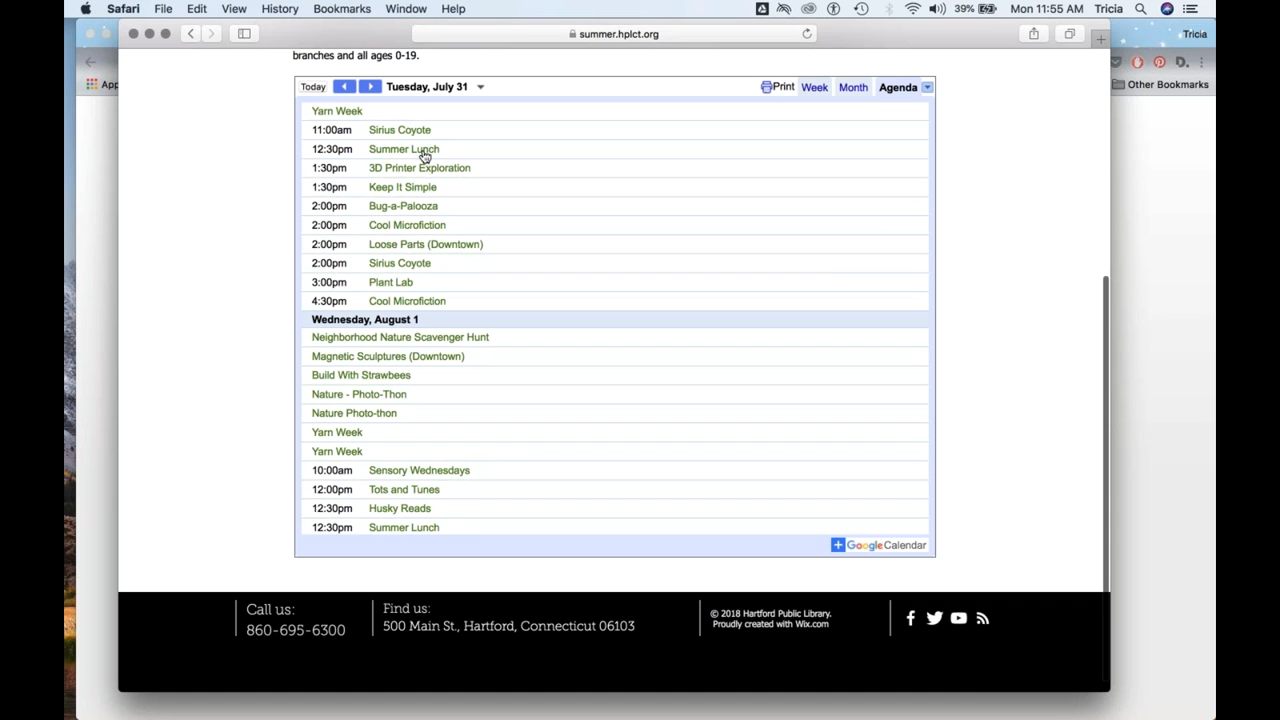 Safari File Edit View History Bookmarks Window Help 39% Mon 11:55 AM Tricia
summer.hplct.org
Tricia
Other Bookmarks
branches and all ages 0-19.
Today Tuesday, July 31 Print Week Month Agenda
Yarn Week
11:00am Sirius Coyote
12:30pm Summer Lunch
1:30pm 3D Printer Exploration
1:30pm Keep It Simple
2:00pm Bug-a-Palooza
2:00pm Cool Microfiction
2:00pm Loose Parts (Downtown)
2:00pm Sirius Coyote
3:00pm Plant Lab
4:30pm Cool Microfiction
Wednesday, August 1
Neighborhood Nature Scavenger Hunt
Magnetic Sculptures (Downtown)
Build With Strawbees
Nature - Photo-Thon
Nature Photo-thon
Yarn Week
Yarn Week
10:00am Sensory Wednesdays
12:00pm Tots and Tunes
12:30pm Husky Reads
12:30pm Summer Lunch
Google Calendar
Call us:
860-695-6300
Find us:
500 Main St., Hartford, Connecticut 06103
© 2018 Hartford Public Library.
Proudly created with Wix.com